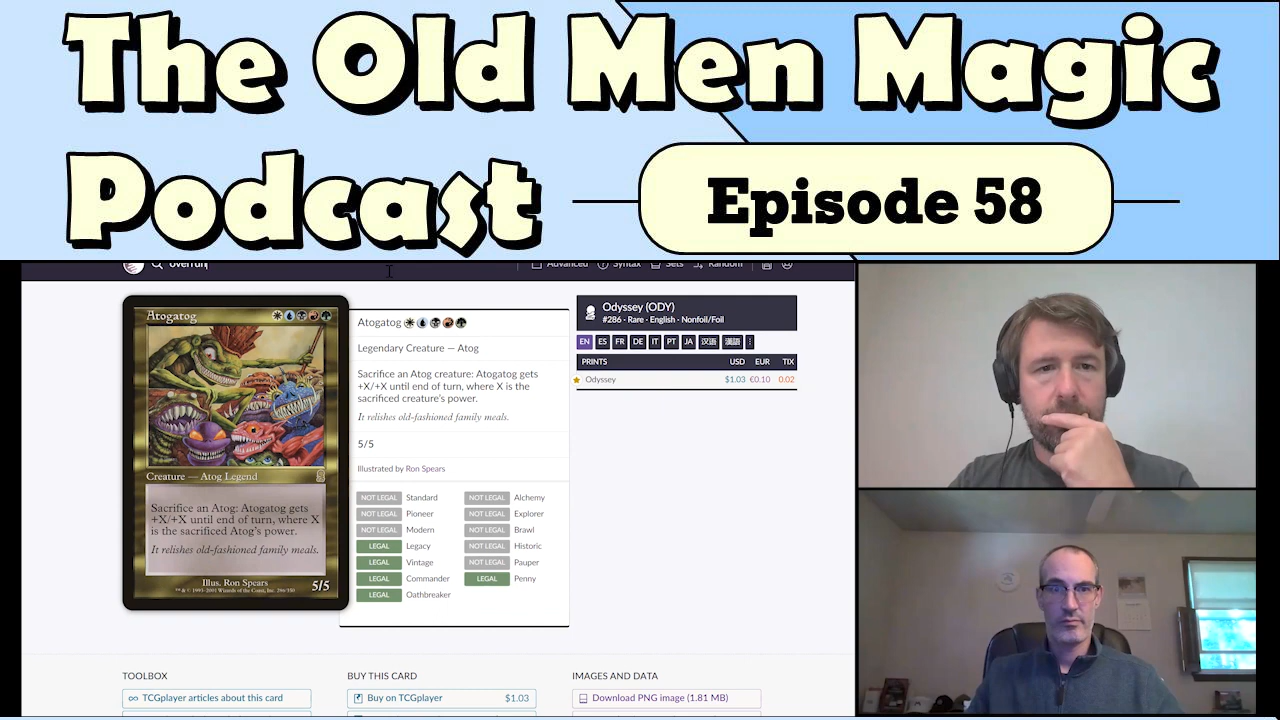 The Old Men Magic
Podcast
Episode 58
overrun
Advanced
Syntax
Sets
Random
Atogatog
Creature — Atog Legend
Sacrifice an Atog: Atogatog gets
+X/+X until end of turn, where X
is the sacrificed Atog's power.
It relishes old-fashioned family meals.
Illus. Ron Spears
5/5
Atogatog
Legendary Creature — Atog
Sacrifice an Atog creature: Atogatog gets
+X/+X until end of turn, where X is the
sacrificed creature's power.
It relishes old-fashioned family meals.
5/5
Illustrated by Ron Spears
NOT LEGAL Standard NOT LEGAL Alchemy
NOT LEGAL Pioneer NOT LEGAL Explorer
NOT LEGAL Modern NOT LEGAL Brawl
LEGAL Legacy NOT LEGAL Historic
LEGAL Vintage NOT LEGAL Pauper
LEGAL Commander LEGAL Penny
LEGAL Oathbreaker
Odyssey (ODY)
#286 · Rare · English · Nonfoil/Foil
EN ES FR DE IT PT JA 汉语 漢語
PRINTS USD EUR TIX
Odyssey $1.03 €0.10 0.02
TOOLBOX
TCGplayer articles about this card
BUY THIS CARD
Buy on TCGplayer $1.03
IMAGES AND DATA
Download PNG image (1.81 MB)